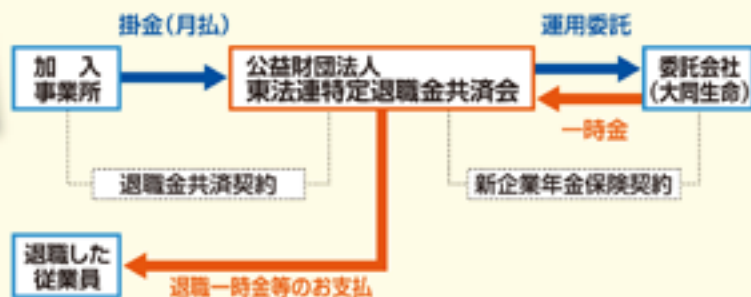 掛金(月払)
運用委託
加 入
事業所
公益財団法人
東法連特定退職金共済会
委託会社
(大同生命)
一時金
退職金共済契約
新企業年金保険契約
退職した
従業員
退職一時金等のお支払